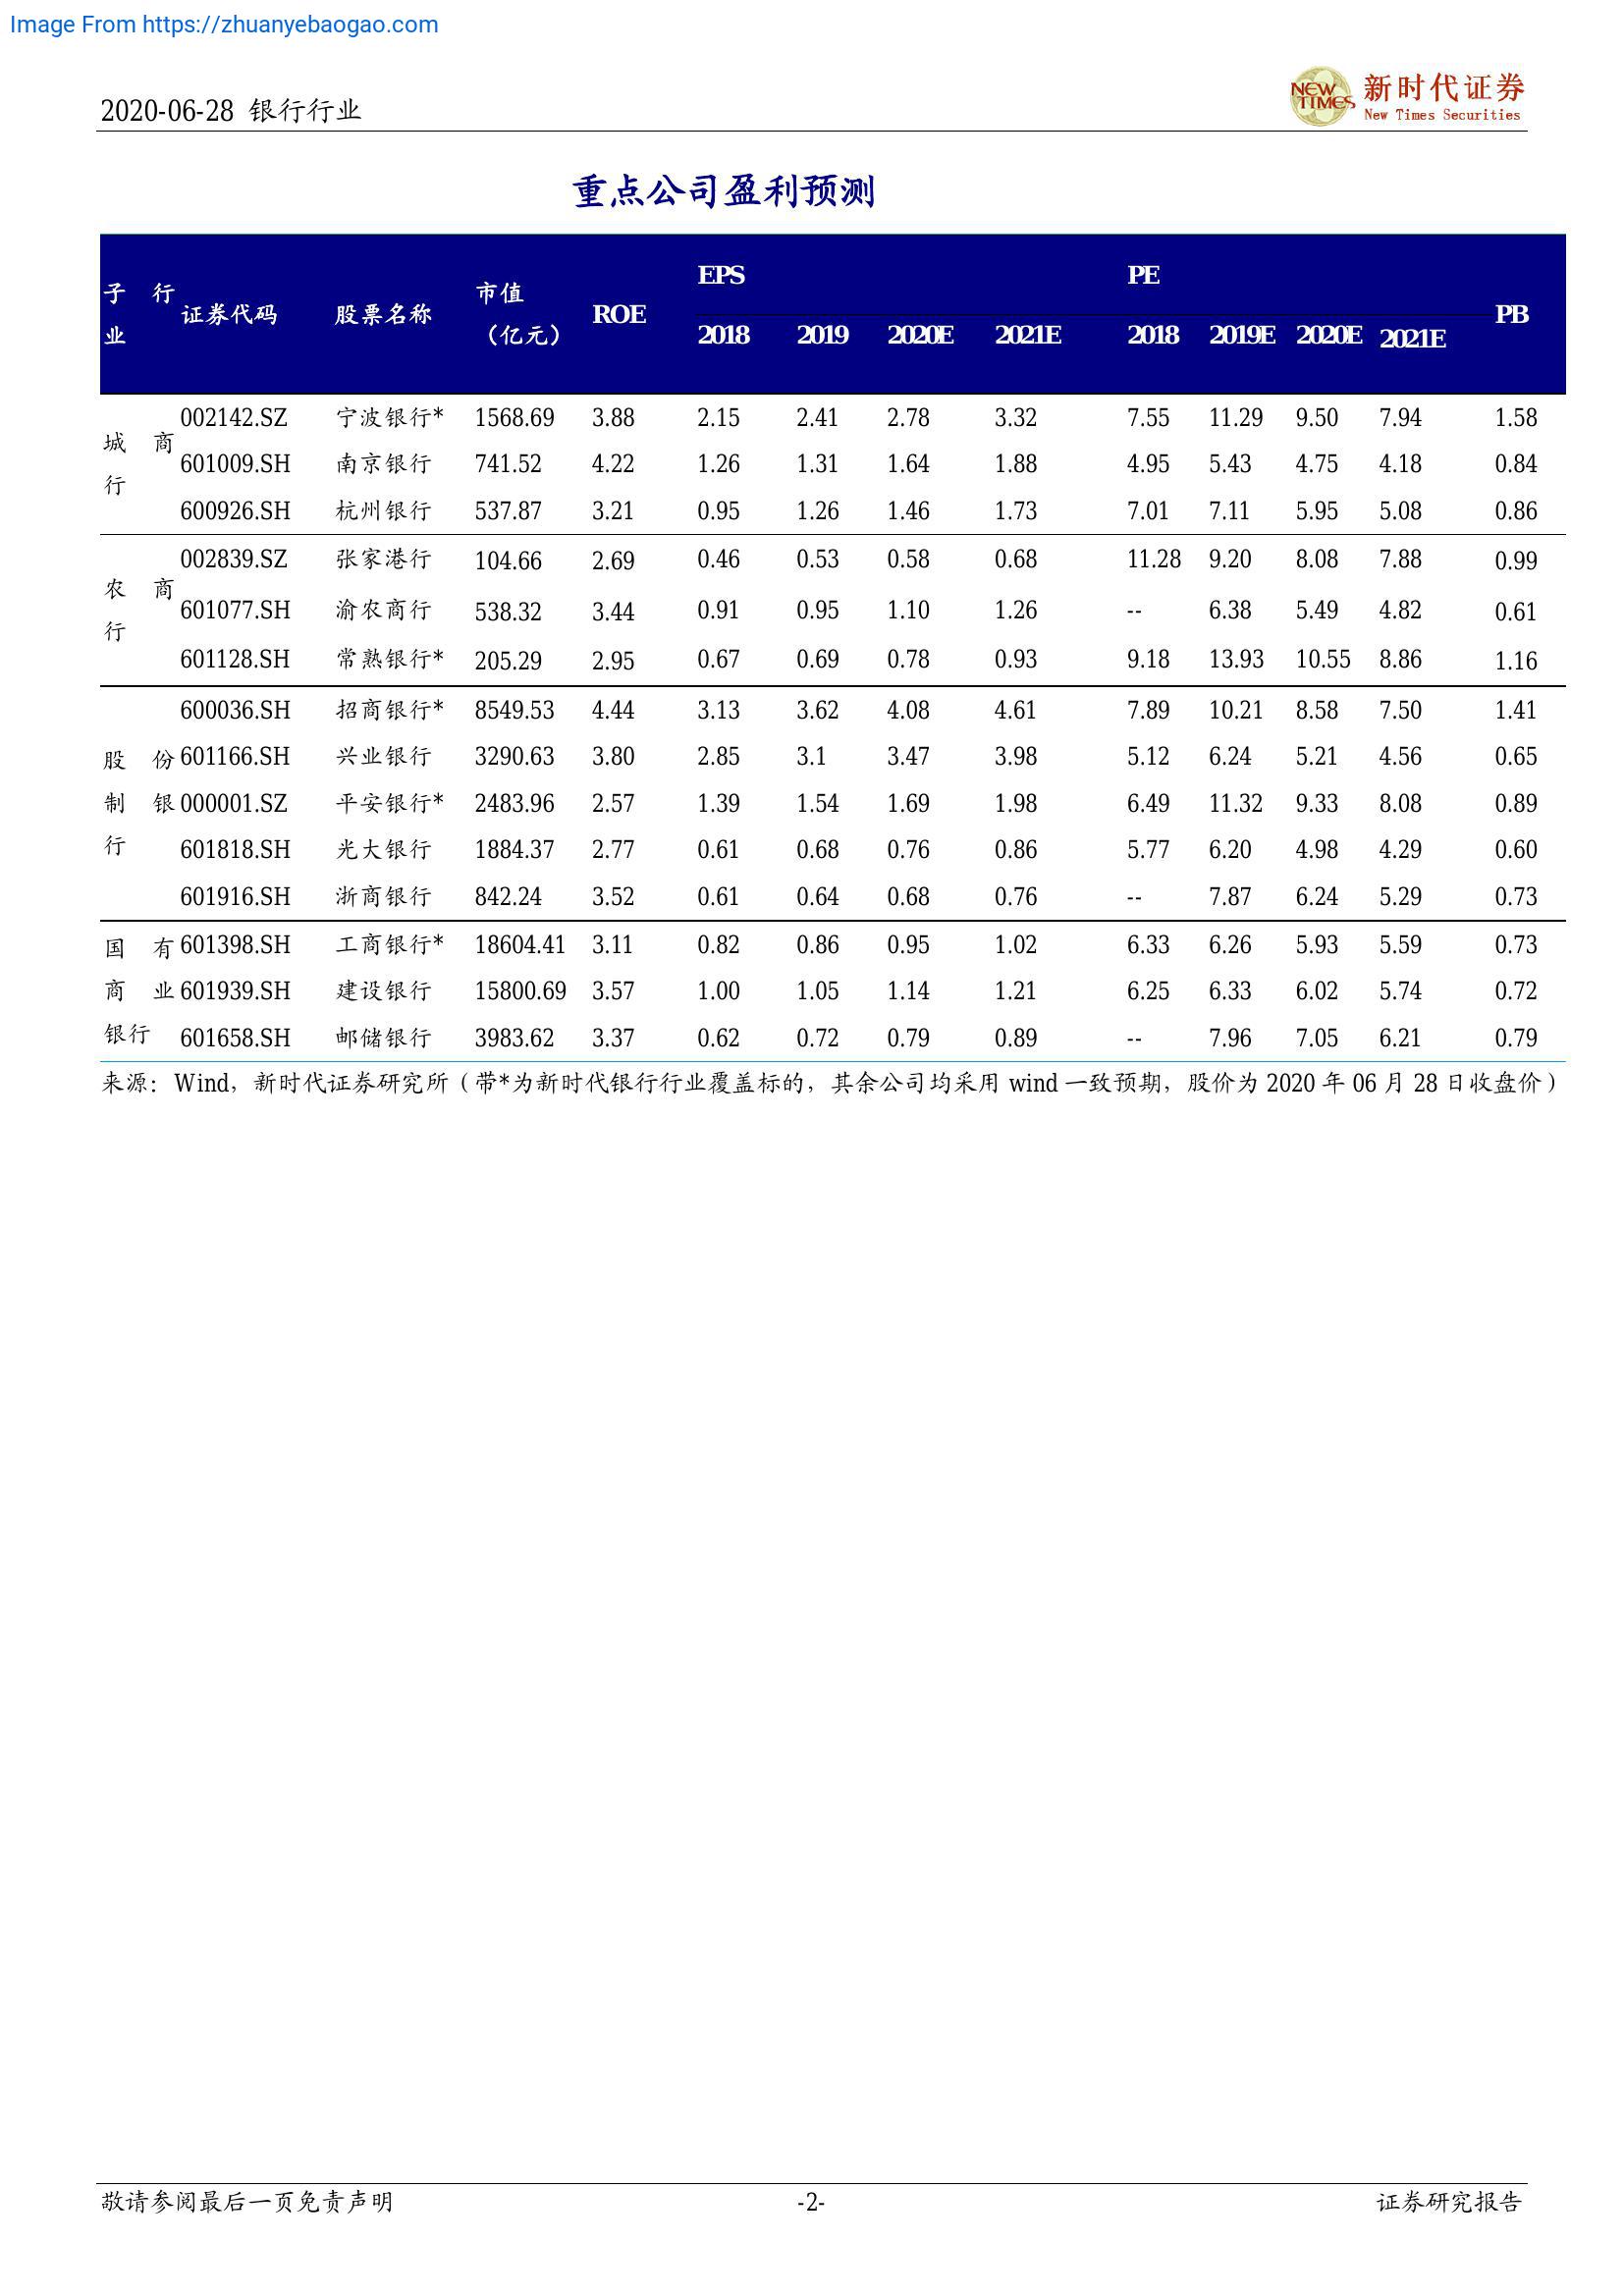 Image From https://zhuanyebaogao.com
2020-06-28 银行行业
NEW TIMES 新时代证券
New Times Securities
重点公司盈利预测
子行业 证券代码 股票名称 市值（亿元） ROE EPS PE PB
2018 2019 2020E 2021E 2018 2019E 2020E 2021E
城商行
002142.SZ 宁波银行* 1568.69 3.88 2.15 2.41 2.78 3.32 7.55 11.29 9.50 7.94 1.58
601009.SH 南京银行 741.52 4.22 1.26 1.31 1.64 1.88 4.95 5.43 4.75 4.18 0.84
600926.SH 杭州银行 537.87 3.21 0.95 1.26 1.46 1.73 7.01 7.11 5.95 5.08 0.86
农商行
002839.SZ 张家港行 104.66 2.69 0.46 0.53 0.58 0.68 11.28 9.20 8.08 7.88 0.99
601077.SH 渝农商行 538.32 3.44 0.91 0.95 1.10 1.26 -- 6.38 5.49 4.82 0.61
601128.SH 常熟银行* 205.29 2.95 0.67 0.69 0.78 0.93 9.18 13.93 10.55 8.86 1.16
股份制银行
600036.SH 招商银行* 8549.53 4.44 3.13 3.62 4.08 4.61 7.89 10.21 8.58 7.50 1.41
601166.SH 兴业银行 3290.63 3.80 2.85 3.1 3.47 3.98 5.12 6.24 5.21 4.56 0.65
000001.SZ 平安银行* 2483.96 2.57 1.39 1.54 1.69 1.98 6.49 11.32 9.33 8.08 0.89
601818.SH 光大银行 1884.37 2.77 0.61 0.68 0.76 0.86 5.77 6.20 4.98 4.29 0.60
601916.SH 浙商银行 842.24 3.52 0.61 0.64 0.68 0.76 -- 7.87 6.24 5.29 0.73
国有商业银行
601398.SH 工商银行* 18604.41 3.11 0.82 0.86 0.95 1.02 6.33 6.26 5.93 5.59 0.73
601939.SH 建设银行 15800.69 3.57 1.00 1.05 1.14 1.21 6.25 6.33 6.02 5.74 0.72
601658.SH 邮储银行 3983.62 3.37 0.62 0.72 0.79 0.89 -- 7.96 7.05 6.21 0.79
来源：Wind，新时代证券研究所（带*为新时代银行行业覆盖标的，其余公司均采用 wind 一致预期，股价为 2020 年 06 月 28 日收盘价）
敬请参阅最后一页免责声明 -2- 证券研究报告